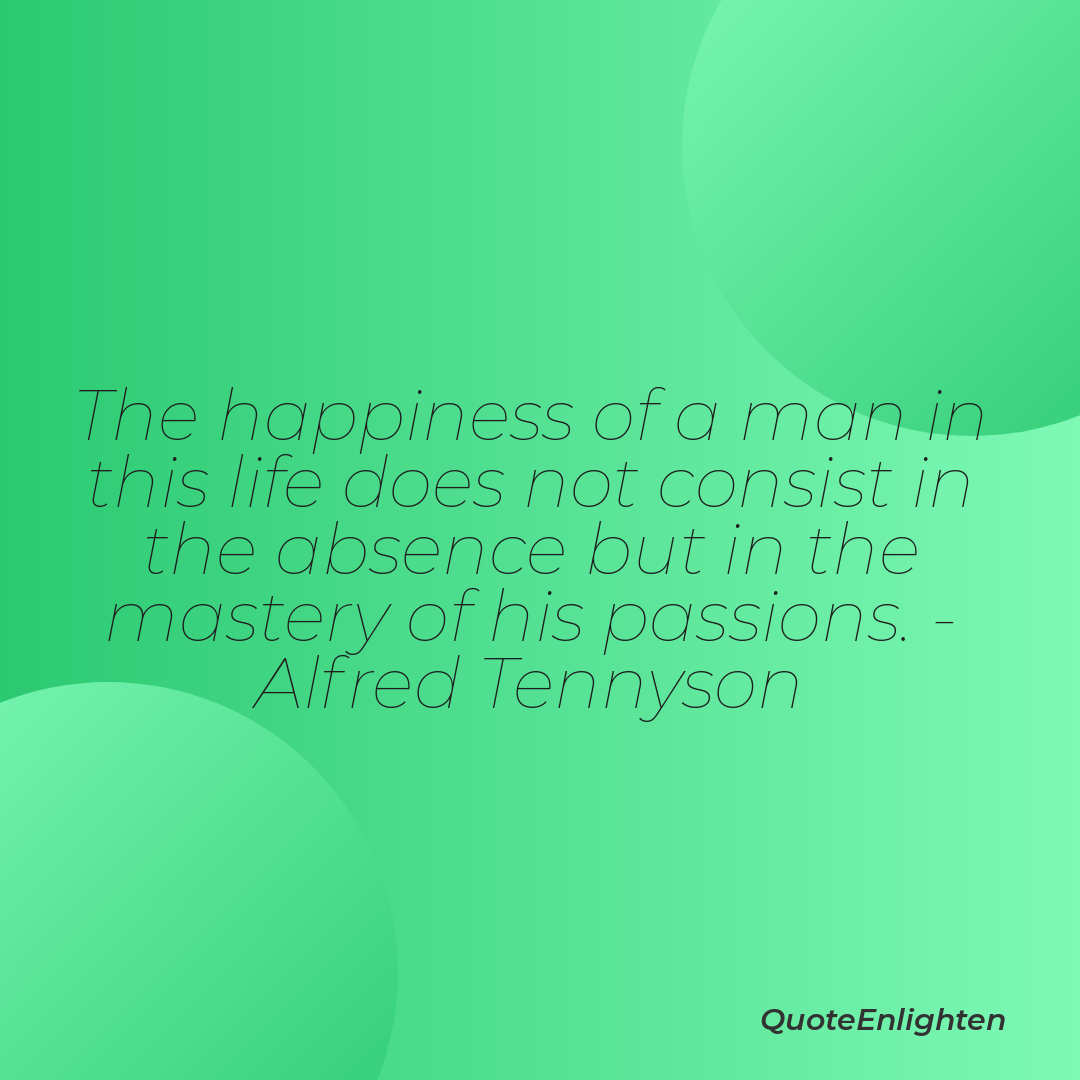 The happiness of a man in
this life does not consist in
the absence but in the
mastery of his passions. -
Alfred Tennyson
QuoteEnlighten